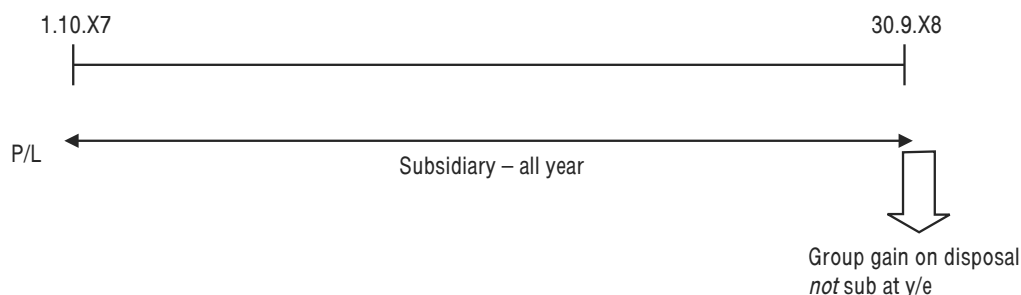 1.10.X7 30.9.X8
P/L
Subsidiary – all year
Group gain on disposal
not sub at y/e